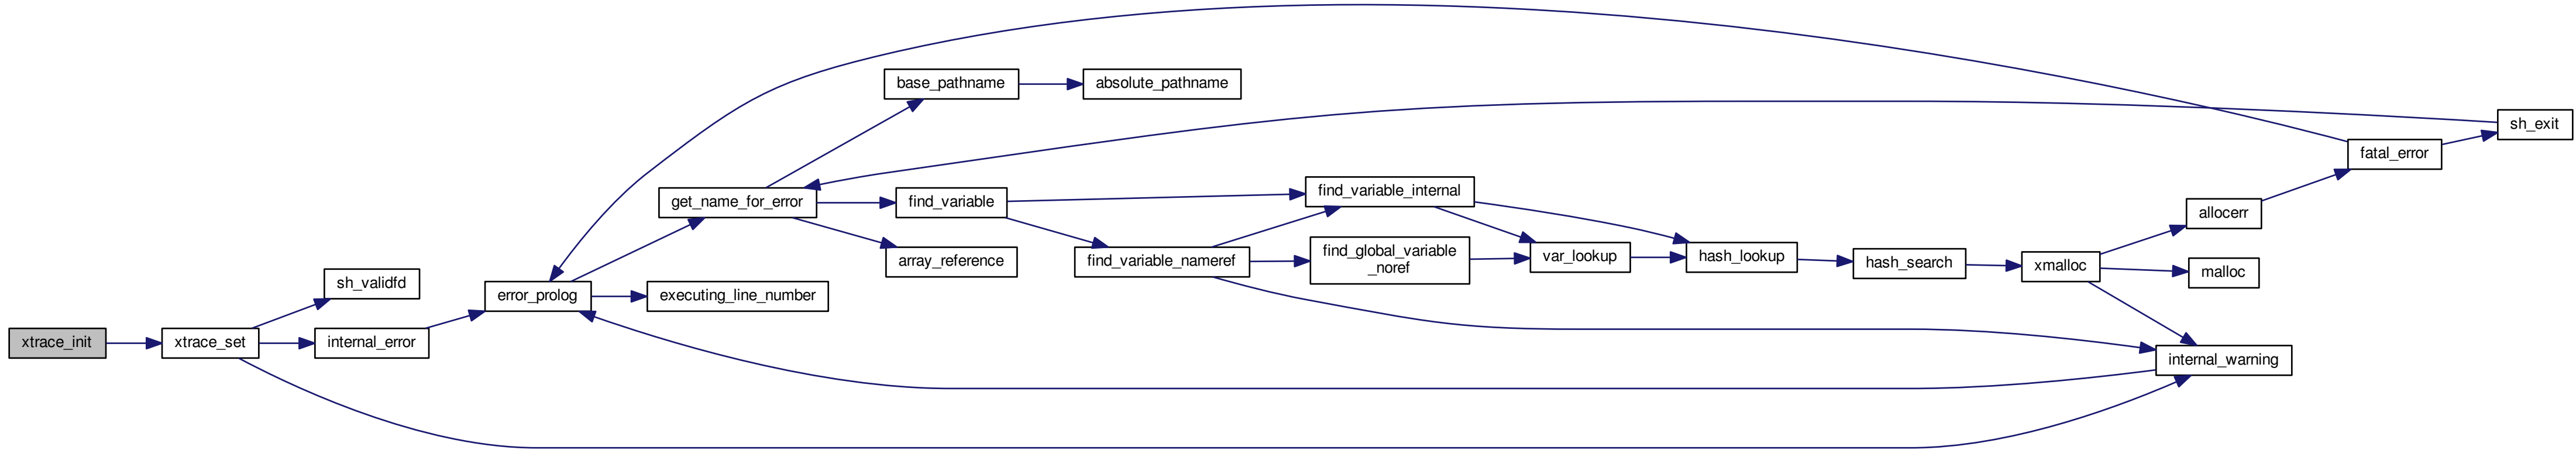 xtrace_init
xtrace_set
sh_validfd
internal_error
error_prolog
get_name_for_error
executing_line_number
base_pathname
absolute_pathname
find_variable
array_reference
find_variable_internal
find_variable_nameref
find_global_variable
_noref
var_lookup
hash_lookup
hash_search
xmalloc
allocerr
malloc
internal_warning
fatal_error
sh_exit